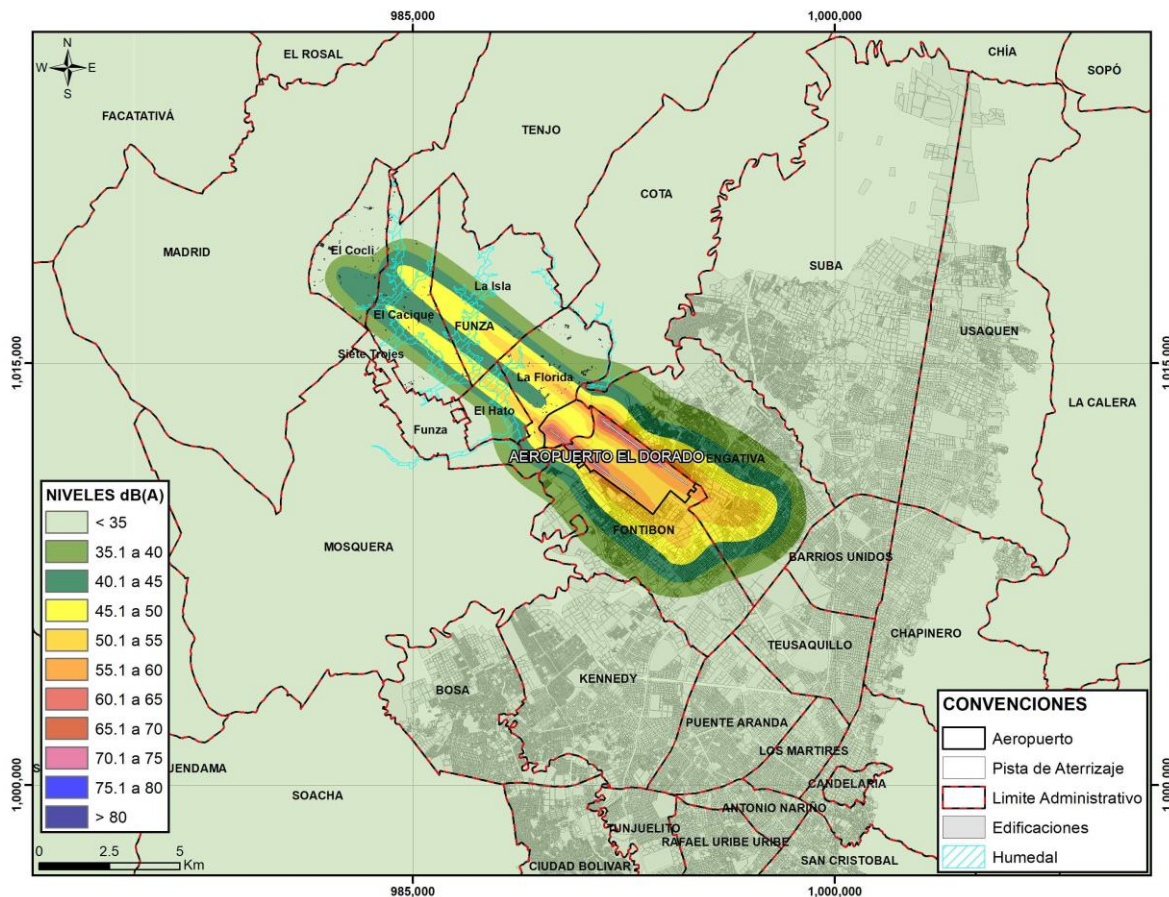 985,000
1,000,000
N
W E
S
EL ROSAL
CHÍA
SOPÓ
FACATATIVÁ
TENJO
COTA
MADRID
El Cocli
SUBA
La Isla
El Cacique
FUNZA
USAQUEN
Siete Trojes
1,015,000
1,015,000
La Florida
LA CALERA
El Hato
Funza
AEROPUERTO EL DORADO
ENGATIVA
FONTIBON
MOSQUERA
BARRIOS UNIDOS
TEUSAQUILLO
CHAPINERO
KENNEDY
BOSA
PUENTE ARANDA
LOS MARTIRES
CANDELARIA
UENDAMA
SOACHA
1,000,000
1,000,000
ANTONIO NARIÑO
TUNJUELITO
RAFAEL URIBE URIBE
CIUDAD BOLIVAR
SAN CRISTOBAL
NIVELES dB(A)
< 35
35.1 a 40
40.1 a 45
45.1 a 50
50.1 a 55
55.1 a 60
60.1 a 65
65.1 a 70
70.1 a 75
75.1 a 80
> 80
0 2.5 5
Km
CONVENCIONES
Aeropuerto
Pista de Aterrizaje
Limite Administrativo
Edificaciones
Humedal
985,000
1,000,000